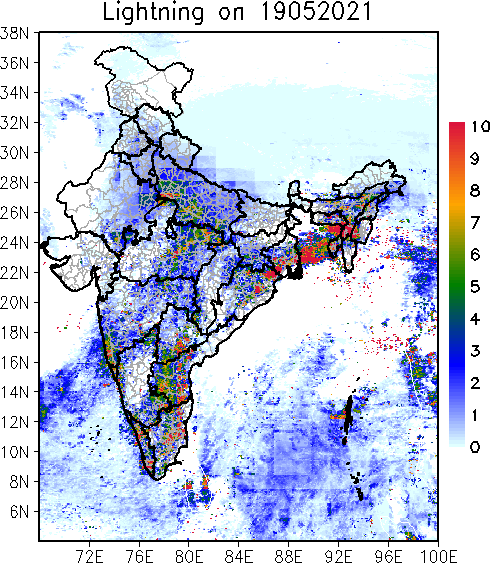 Lightning on 19052021
38N
36N
34N
32N
30N
28N
26N
24N
22N
20N
18N
16N
14N
12N
10N
8N
6N
72E 76E 80E 84E 88E 92E 96E 100E
10
9
8
7
6
5
4
3
2
1
0